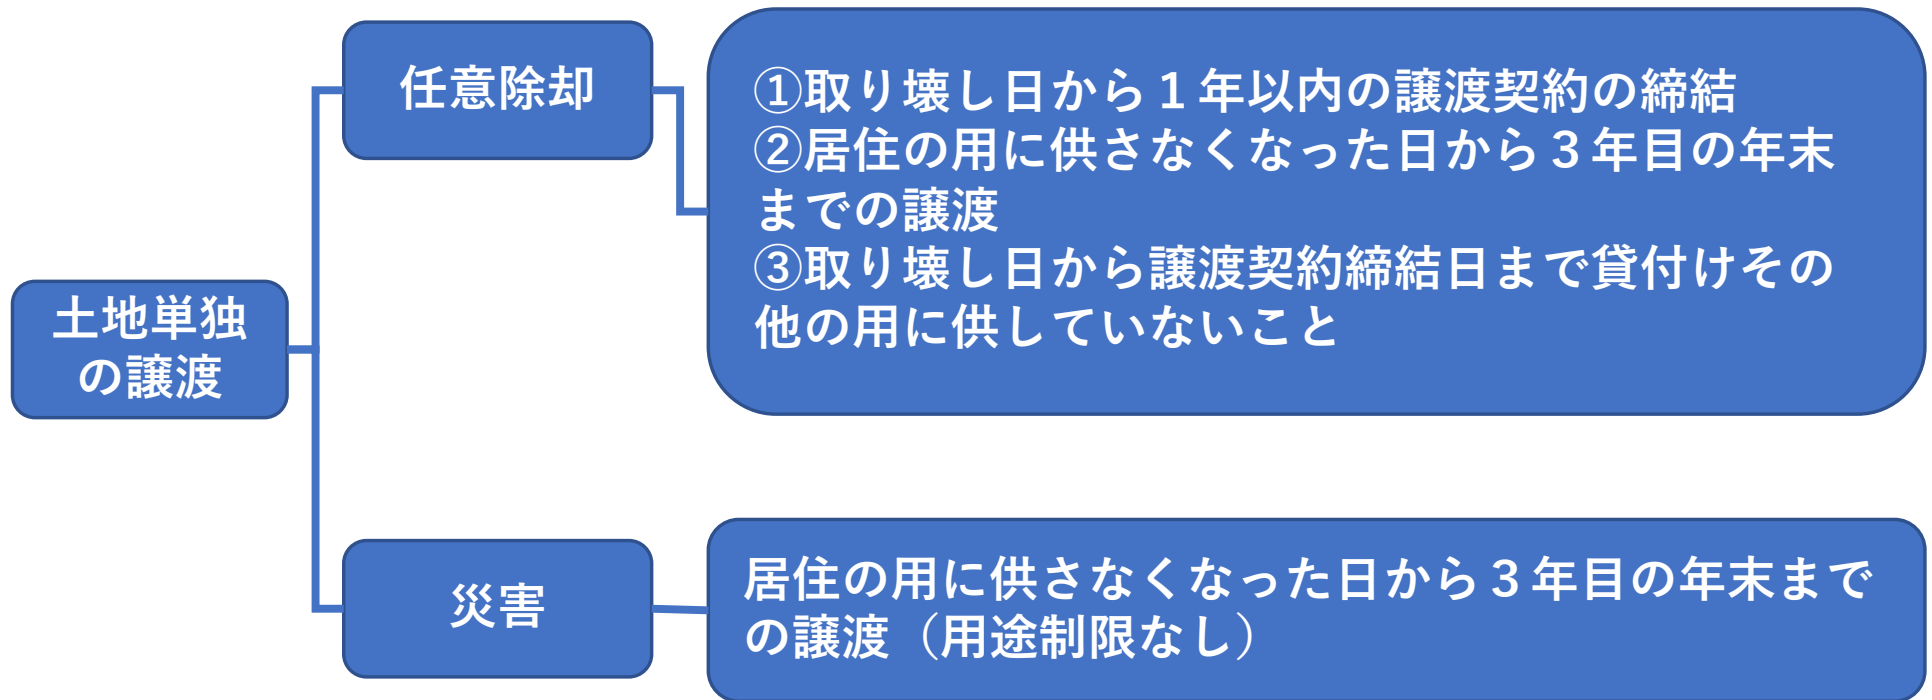 土地単独
の譲渡
任意除却
①取り壊し日から１年以内の譲渡契約の締結
②居住の用に供さなくなった日から３年目の年末
までの譲渡
③取り壊し日から譲渡契約締結日まで貸付けその
他の用に供していないこと
災害
居住の用に供さなくなった日から３年目の年末まで
の譲渡（用途制限なし）